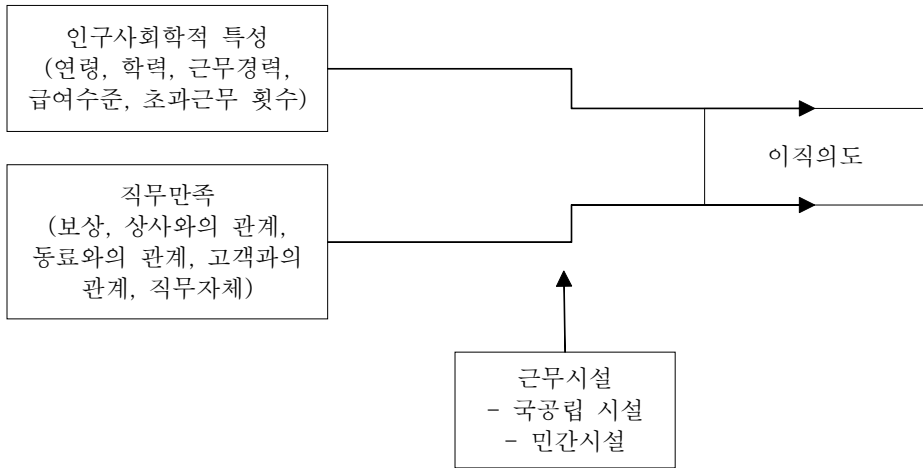 인구사회학적 특성
(연령, 학력, 근무경력,
급여수준, 초과근무 횟수)
이직의도
직무만족
(보상, 상사와의 관계,
동료와의 관계, 고객과의
관계, 직무자체)
근무시설
- 국공립 시설
- 민간시설